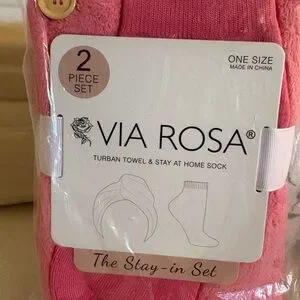 2
PIECE
SET
ONE SIZE
MADE IN CHINA
VIA ROSA®
TURBAN TOWEL & STAY AT HOME SOCK
The Stay-in Set